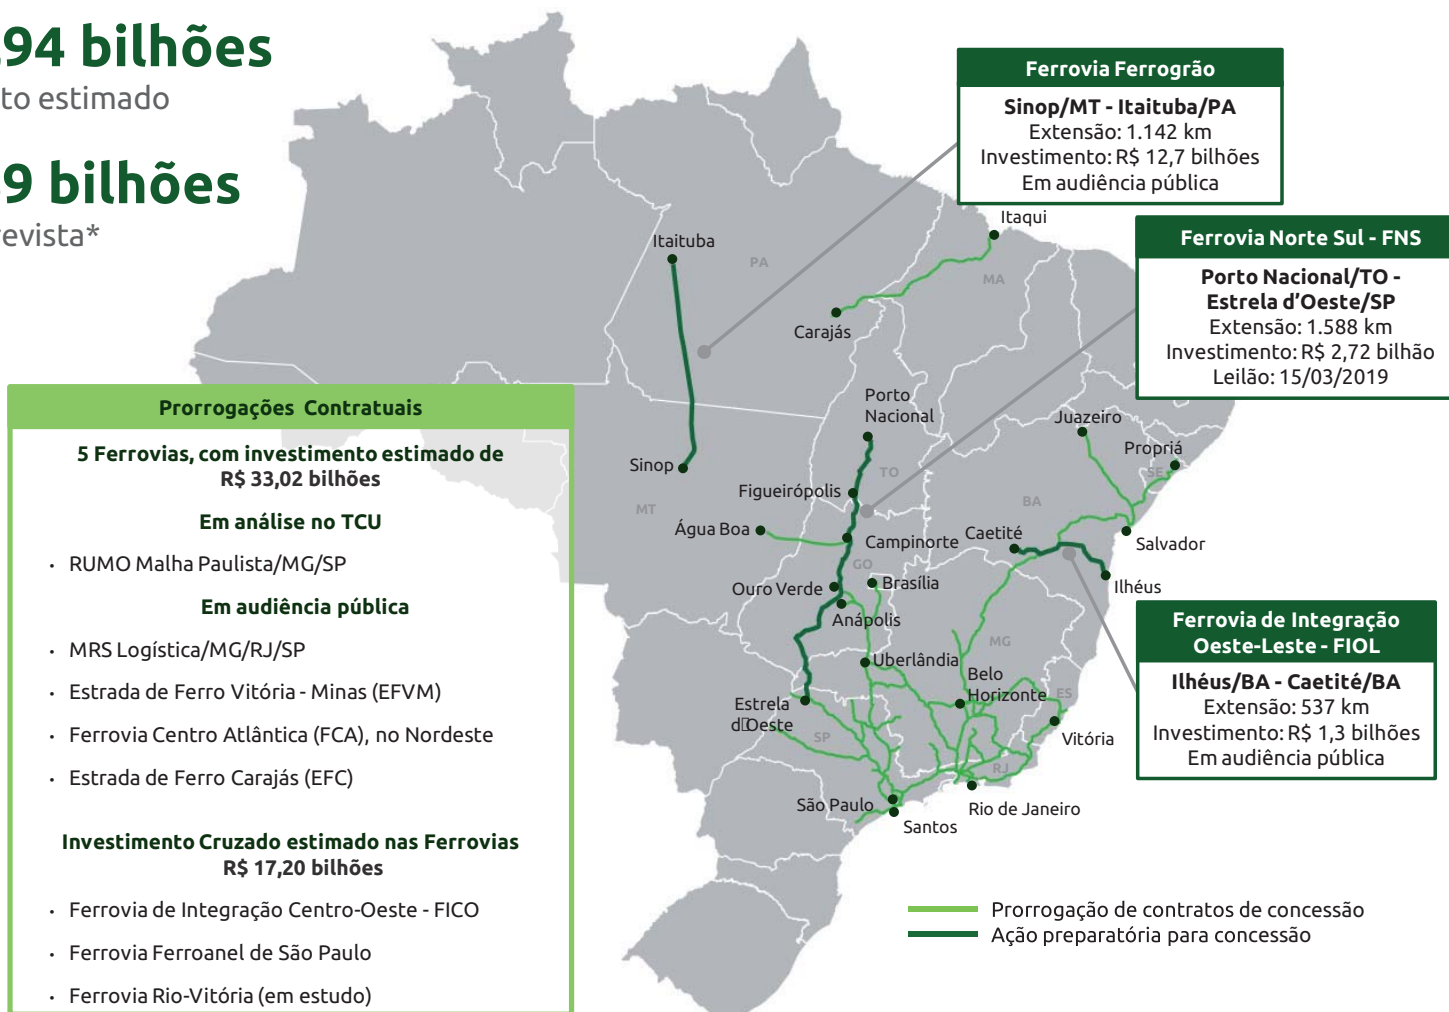 94 bilhões
to estimado
9 bilhões
revista*
Ferrovia Ferrogrão
Sinop/MT - Itaituba/PA
Extensão: 1.142 km
Investimento: R$ 12,7 bilhões
Em audiência pública
Ferrovia Norte Sul - FNS
Porto Nacional/TO -
Estrela d’Oeste/SP
Extensão: 1.588 km
Investimento: R$ 2,72 bilhão
Leilão: 15/03/2019
Ferrovia de Integração
Oeste-Leste - FIOL
Ilhéus/BA - Caetité/BA
Extensão: 537 km
Investimento: R$ 1,3 bilhões
Em audiência pública
Prorrogações Contratuais
5 Ferrovias, com investimento estimado de
R$ 33,02 bilhões
Em análise no TCU
• RUMO Malha Paulista/MG/SP
Em audiência pública
• MRS Logística/MG/RJ/SP
• Estrada de Ferro Vitória - Minas (EFVM)
• Ferrovia Centro Atlântica (FCA), no Nordeste
• Estrada de Ferro Carajás (EFC)
Investimento Cruzado estimado nas Ferrovias
R$ 17,20 bilhões
• Ferrovia de Integração Centro-Oeste - FICO
• Ferrovia Ferroanel de São Paulo
• Ferrovia Rio-Vitória (em estudo)
Itaqui
Itaituba
PA
MA
Carajás
Porto
Nacional
Juazeiro
Propriá
SE
Sinop
TO
Figueirópolis
MT
BA
Água Boa
Campinorte
Caetité
Salvador
GO
Ouro Verde
Brasília
Ilhéus
Anápolis
MG
Uberlândia
Belo
Horizonte
ES
Estrela
d□Oeste
SP
Vitória
RJ
São Paulo
Rio de Janeiro
Santos
Prorrogação de contratos de concessão
Ação preparatória para concessão